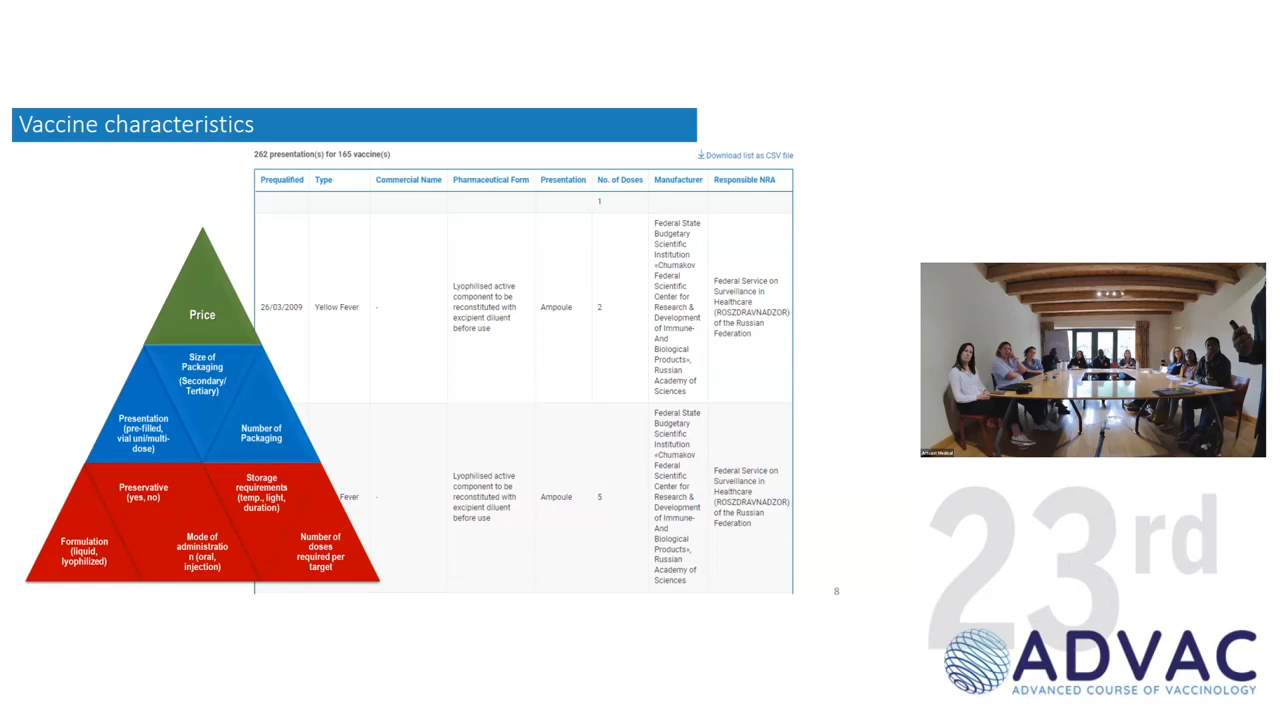 Vaccine characteristics
262 presentation(s) for 165 vaccine(s)
Download list as CSV file
Prequalified Type Commercial Name Pharmaceutical Form Presentation No. of Doses Manufacturer Responsible NRA
1
26/03/2009
Yellow Fever
-
Lyophilised active
component to be
reconstituted with
excipient diluent
before use
Ampoule
2
Federal State
Budgetary
Scientific
Institution
«Chumakov
Federal
Scientific
Center for
Research &
Development
of Immune-
And
Biological
Products»,
Russian
Academy of
Sciences
Federal Service on
Surveillance in
Healthcare
(ROSZDRAVNADZOR)
of the Russian
Federation
Fever
-
Lyophilised active
component to be
reconstituted with
excipient diluent
before use
Ampoule
5
Federal State
Budgetary
Scientific
Institution
«Chumakov
Federal
Scientific
Center for
Research &
Development
of Immune-
And
Biological
Products»,
Russian
Academy of
Sciences
Federal Service on
Surveillance in
Healthcare
(ROSZDRAVNADZOR)
of the Russian
Federation
Price
Size of
Packaging
(Secondary/
Tertiary)
Presentation
(pre-filled,
vial uni/multi-
dose)
Number of
Packaging
Preservative
(yes, no)
Storage
requirements
(temp., light,
duration)
Formulation
(liquid,
lyophilized)
Mode of
administratio
n (oral,
injection)
Number of
doses
required per
target
8
Artcast Medical
23rd
ADVAC
ADVANCED COURSE OF VACCINOLOGY